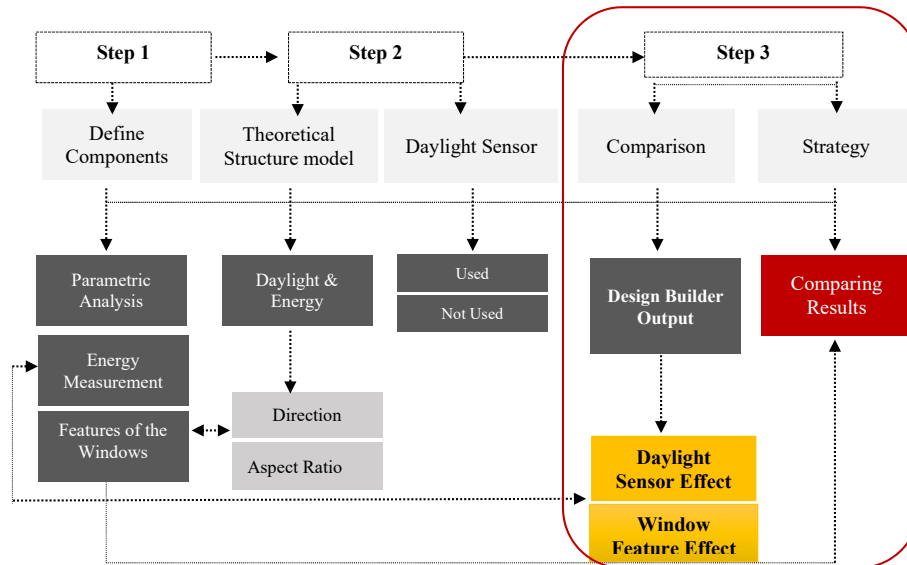 Step 1
Step 2
Step 3
Define
Components
Theoretical
Structure model
Daylight Sensor
Comparison
Strategy
Parametric
Analysis
Daylight &
Energy
Used
Not Used
Design Builder
Output
Comparing
Results
Energy
Measurement
Features of the
Windows
Direction
Aspect Ratio
Daylight
Sensor Effect
Window
Feature Effect